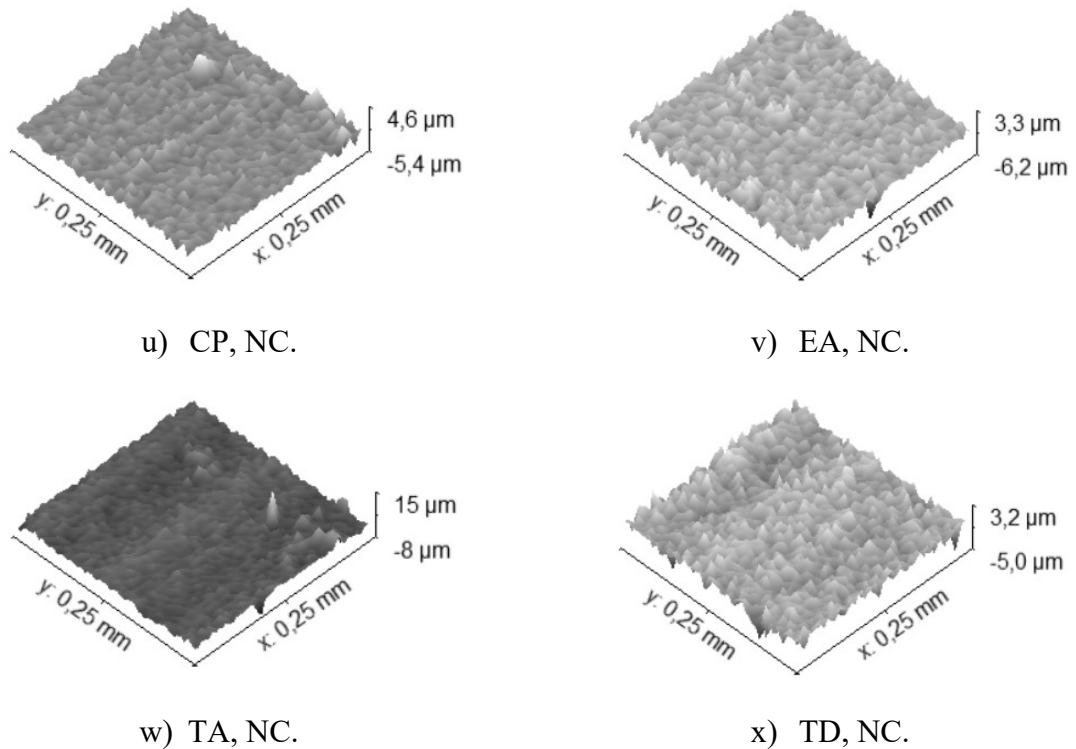 4,6 µm
-5,4 µm
y: 0,25 mm
x: 0,25 mm
u) CP, NC.
3,3 µm
-6,2 µm
y: 0,25 mm
x: 0,25 mm
v) EA, NC.
15 µm
-8 µm
y: 0,25 mm
x: 0,25 mm
w) TA, NC.
3,2 µm
-5,0 µm
y: 0,25 mm
x: 0,25 mm
x) TD, NC.